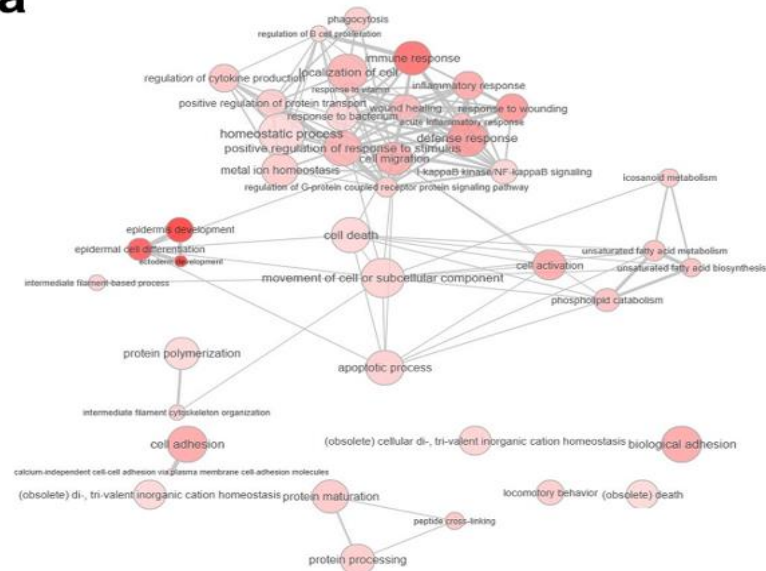 a
phagocytosis
regulation of B cell proliferation
immune response
localization of cell
regulation of cytokine production
inflammatory response
response to vitamin
positive regulation of protein transport
wound healing
response to wounding
response to bacterium
acute inflammatory response
homeostatic process
defense response
positive regulation of response to stimulus
cell migration
metal ion homeostasis
I-kappaB kinase/NF-kappaB signaling
regulation of G-protein coupled receptor protein signaling pathway
icosanoid metabolism
epidermis development
cell death
epidermal cell differentiation
unsaturated fatty acid metabolism
ectoderm development
cell activation
unsaturated fatty acid biosynthesis
intermediate filament-based process
movement of cell or subcellular component
phospholipid catabolism
protein polymerization
apoptotic process
intermediate filament cytoskeleton organization
cell adhesion
(obsolete) cellular di-, tri-valent inorganic cation homeostasis
biological adhesion
calcium-independent cell-cell adhesion via plasma membrane cell-adhesion molecules
(obsolete) di-, tri-valent inorganic cation homeostasis
protein maturation
locomotory behavior
(obsolete) death
peptide cross-linking
protein processing